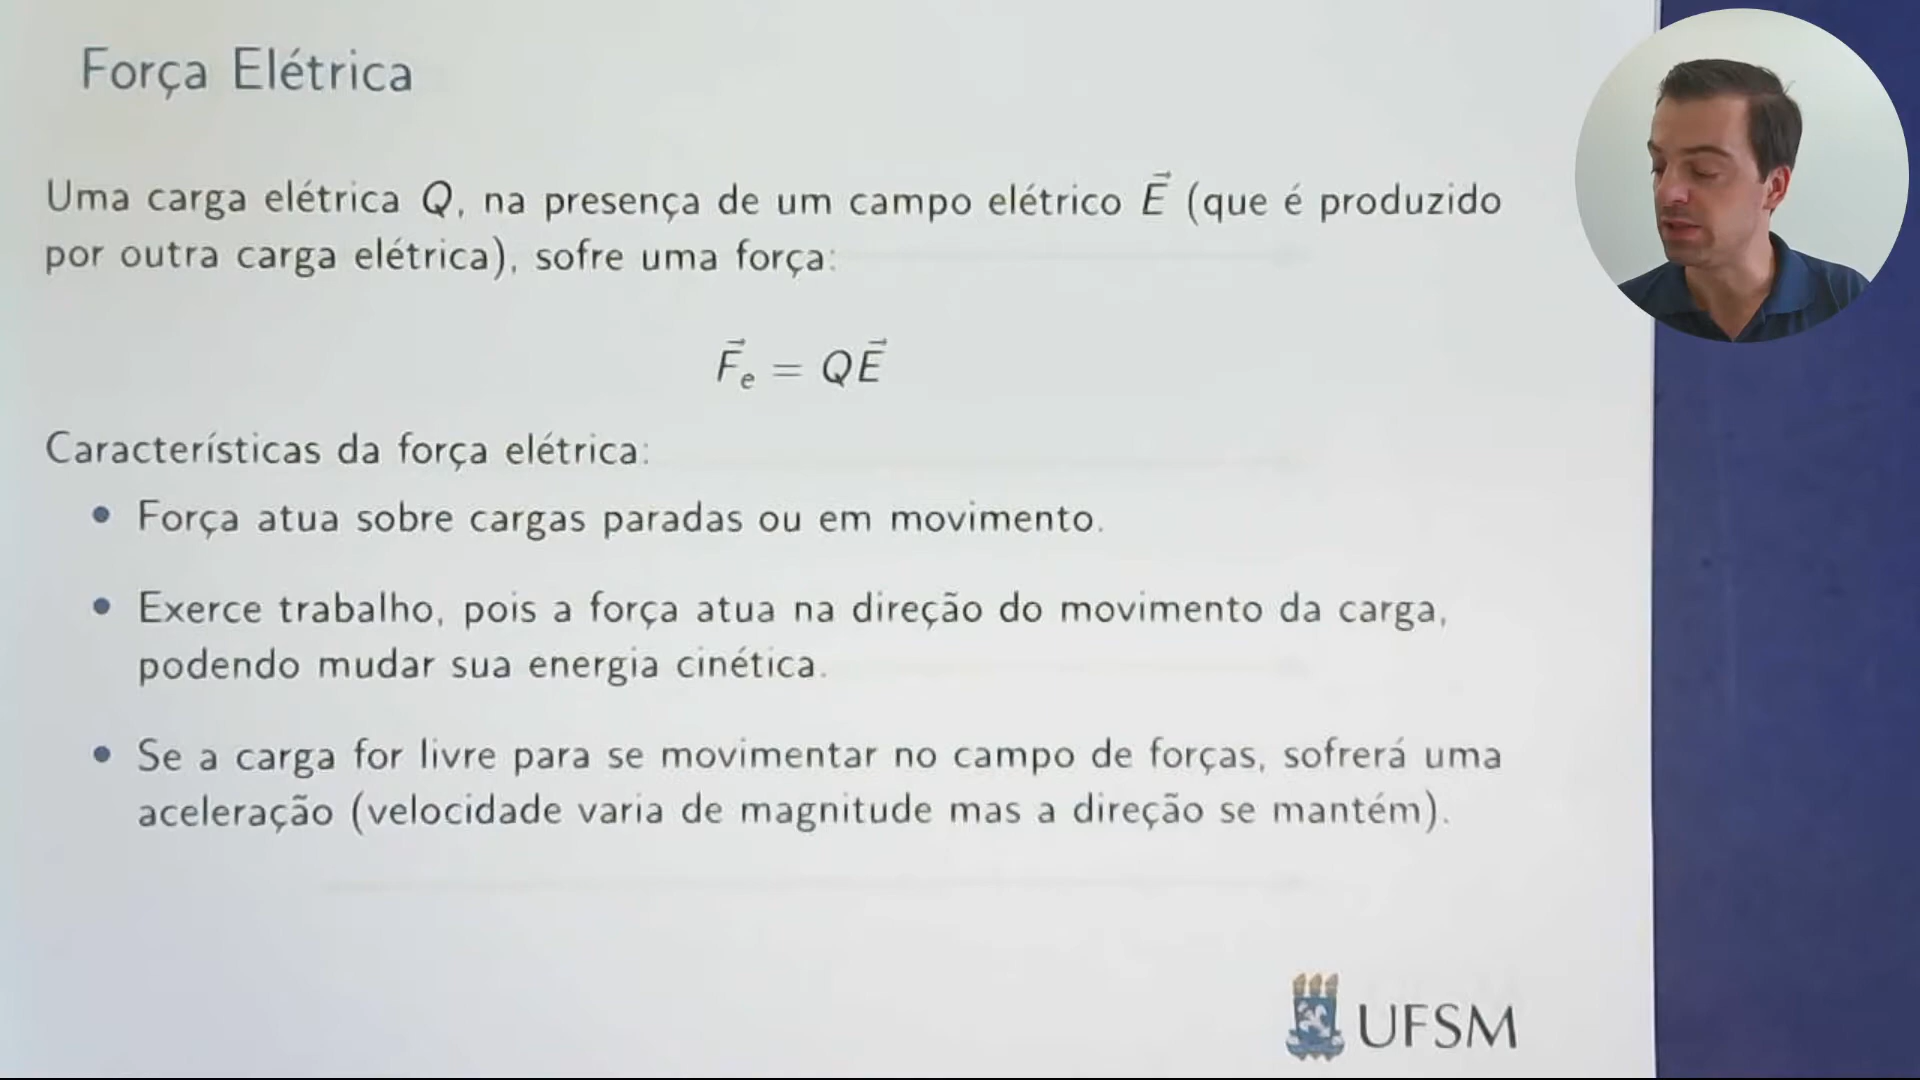 Força Elétrica
Uma carga elétrica Q, na presença de um campo elétrico E⃗ (que é produzido
por outra carga elétrica), sofre uma força:
F⃗ₑ = QE⃗
Características da força elétrica:
• Força atua sobre cargas paradas ou em movimento.
• Exerce trabalho, pois a força atua na direção do movimento da carga,
podendo mudar sua energia cinética.
• Se a carga for livre para se movimentar no campo de forças, sofrerá uma
aceleração (velocidade varia de magnitude mas a direção se mantém).
UFSM